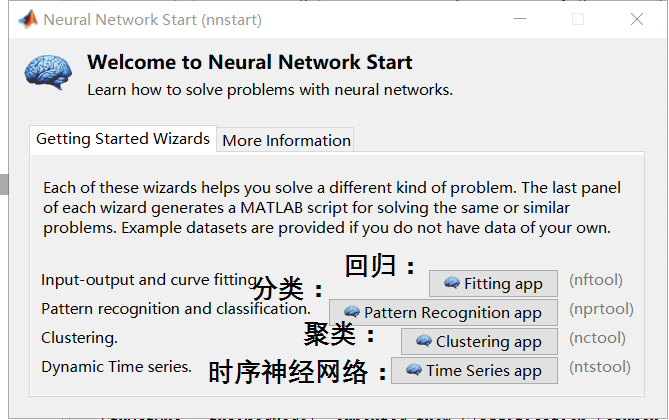 Neural Network Start (nnstart)
Welcome to Neural Network Start
Learn how to solve problems with neural networks.
Getting Started Wizards More Information
Each of these wizards helps you solve a different kind of problem. The last panel
of each wizard generates a MATLAB script for solving the same or similar
problems. Example datasets are provided if you do not have data of your own.
回归：
Input-output and curve fitting. Fitting app (nftool)
分类：
Pattern recognition and classification. Pattern Recognition app (nprtool)
聚类：
Clustering. Clustering app (nctool)
时序神经网络：
Dynamic Time series. Time Series app (ntstool)